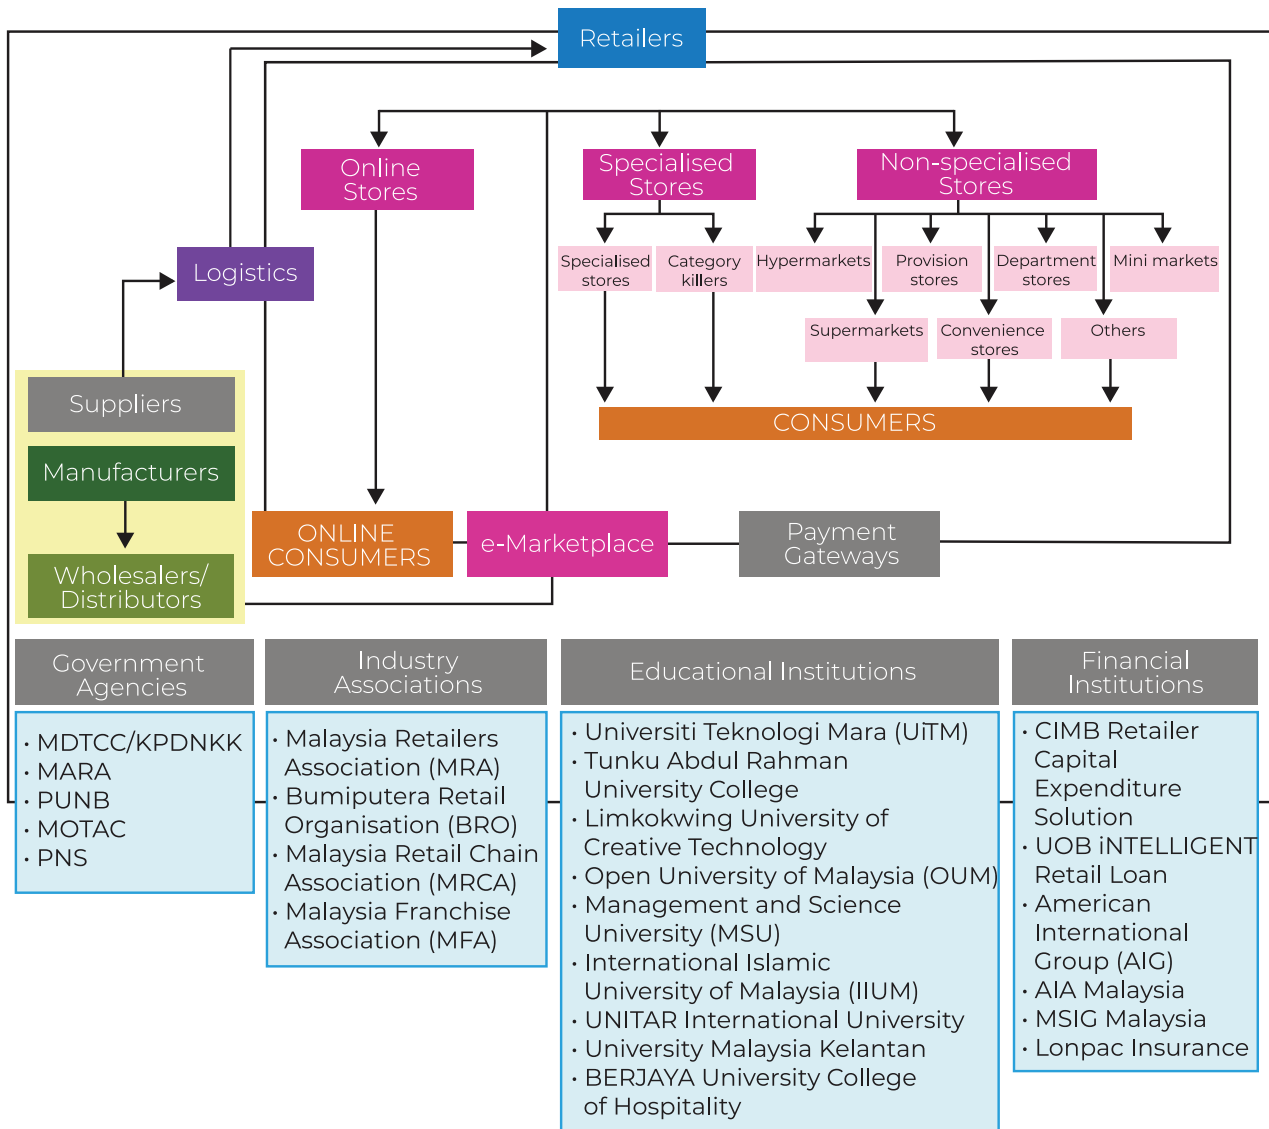 Retailers
Online
Stores
Specialised
Stores
Non-specialised
Stores
Logistics
Specialised
stores
Category
killers
Hypermarkets
Provision
stores
Department
stores
Mini markets
Supermarkets
Convenience
stores
Others
Suppliers
CONSUMERS
Manufacturers
ONLINE
CONSUMERS
e-Marketplace
Payment
Gateways
Wholesalers/
Distributors
Government
Agencies
· MDTCC/KPDNKK
· MARA
· PUNB
· MOTAC
· PNS
Industry
Associations
· Malaysia Retailers
Association (MRA)
· Bumiputera Retail
Organisation (BRO)
· Malaysia Retail Chain
Association (MRCA)
· Malaysia Franchise
Association (MFA)
Educational Institutions
· Universiti Teknologi Mara (UiTM)
· Tunku Abdul Rahman
University College
· Limkokwing University of
Creative Technology
· Open University of Malaysia (OUM)
· Management and Science
University (MSU)
· International Islamic
University of Malaysia (IIUM)
· UNITAR International University
· University Malaysia Kelantan
· BERJAYA University College
of Hospitality
Financial
Institutions
· CIMB Retailer
Capital
Expenditure
Solution
· UOB iNTELLIGENT
Retail Loan
· American
International
Group (AIG)
· AIA Malaysia
· MSIG Malaysia
· Lonpac Insurance